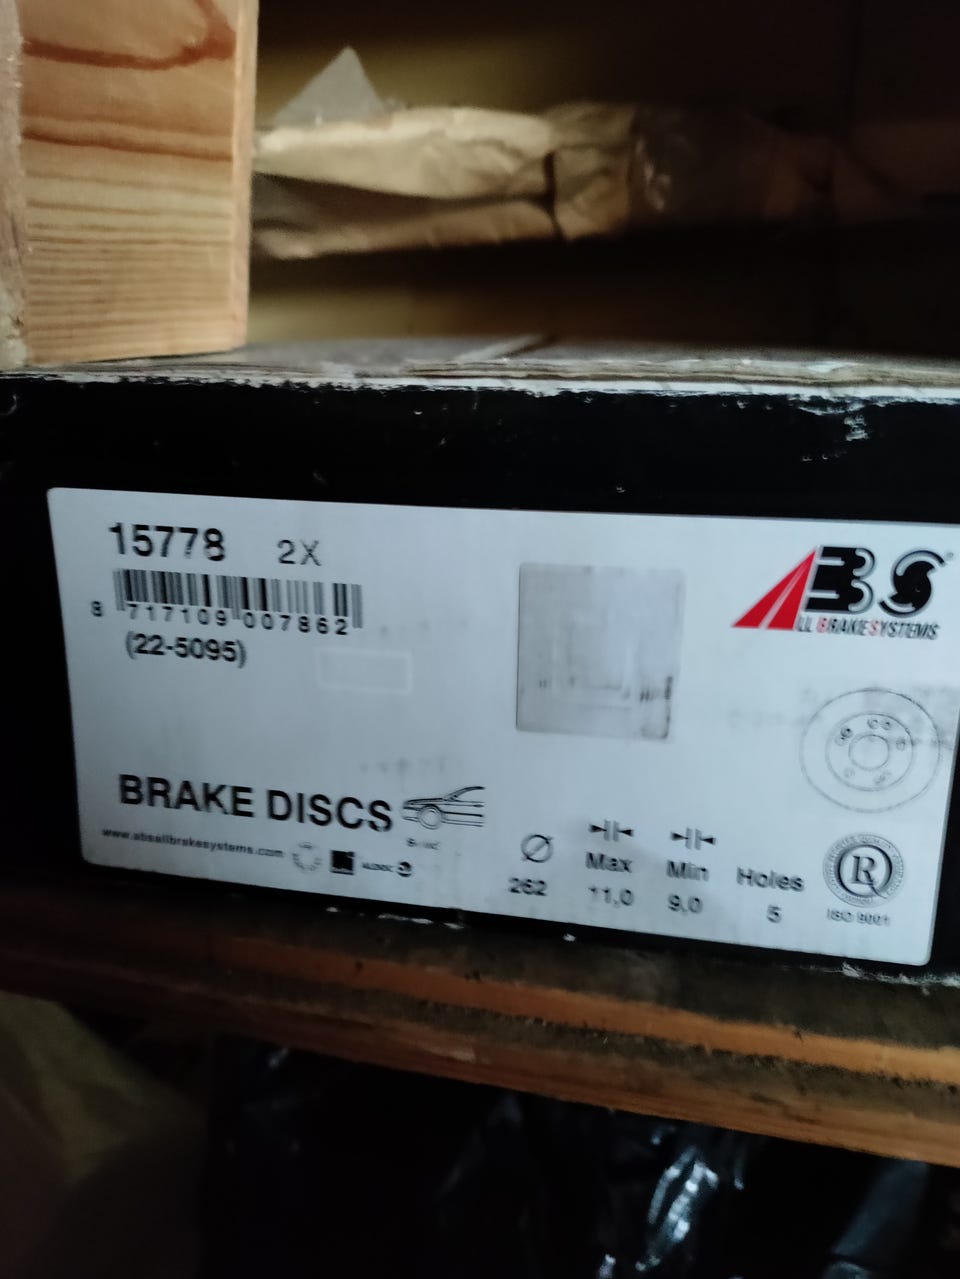 15778 2X
8 717109 007862
(22-5095)
ABS®
ALL BRAKE SYSTEMS
BRAKE DISCS
www.absallbrakesystems.com
Ø Max Min Holes
262 11,0 9,0 5
R
ISO 9001